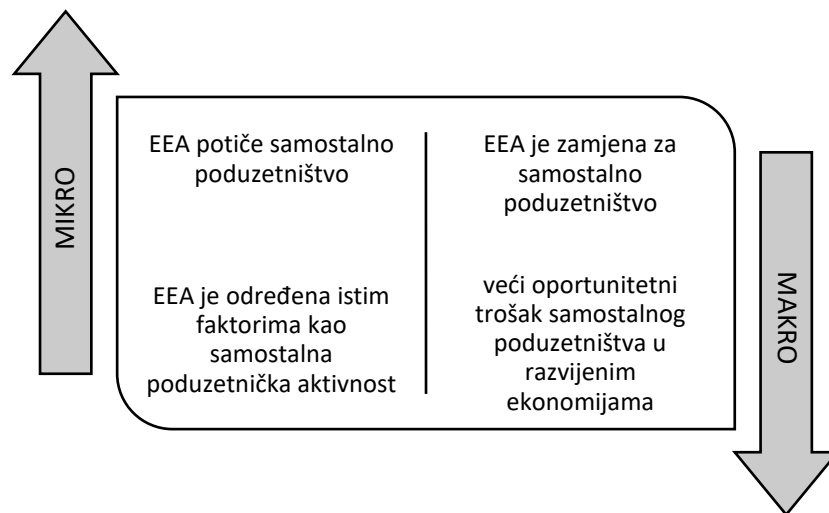 MIKRO
EEA potiče samostalno
poduzetništvo
EEA je određena istim
faktorima kao
samostalna
poduzetnička aktivnost
EEA je zamjena za
samostalno
poduzetništvo
veći oportunitetni
trošak samostalnog
poduzetništva u
razvijenim
ekonomijama
MAKRO